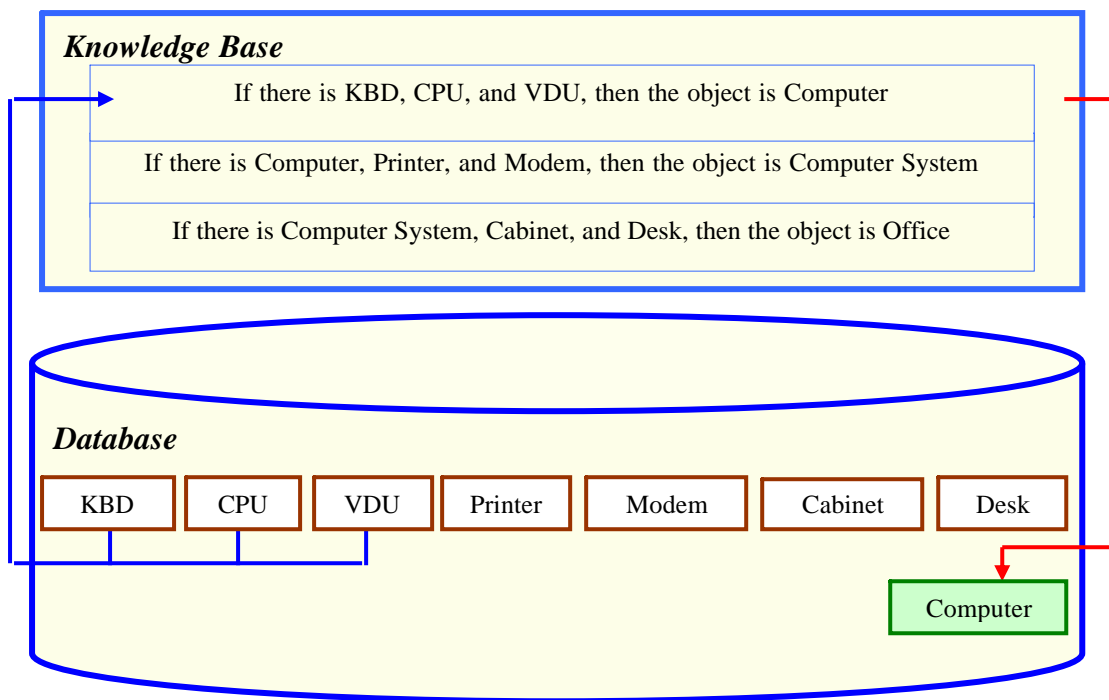 Knowledge Base
If there is KBD, CPU, and VDU, then the object is Computer
If there is Computer, Printer, and Modem, then the object is Computer System
If there is Computer System, Cabinet, and Desk, then the object is Office
Database
KBD CPU VDU Printer Modem Cabinet Desk
Computer